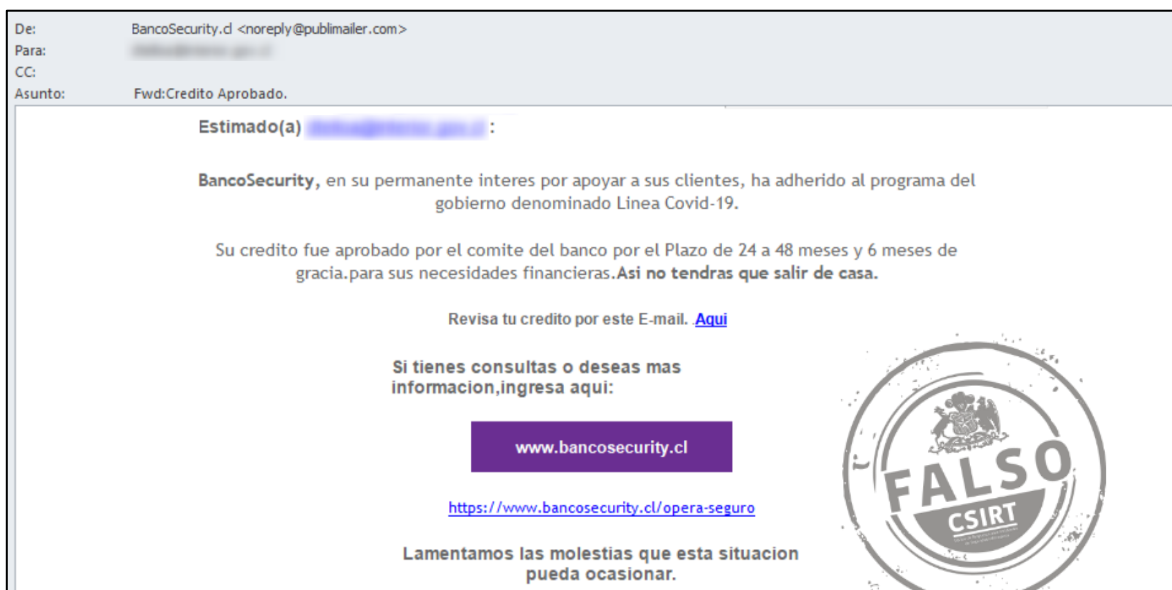 De: BancoSecurity.cl <noreply@publimailer.com>
Para:
CC:
Asunto: Fwd:Credito Aprobado.
Estimado(a) :
BancoSecurity, en su permanente interes por apoyar a sus clientes, ha adherido al programa del
gobierno denominado Linea Covid-19.
Su credito fue aprobado por el comite del banco por el Plazo de 24 a 48 meses y 6 meses de
gracia.para sus necesidades financieras.Asi no tendras que salir de casa.
Revisa tu credito por este E-mail. .Aqui
Si tienes consultas o deseas mas
informacion,ingresa aqui:
www.bancosecurity.cl
https://www.bancosecurity.cl/opera-seguro
Lamentamos las molestias que esta situacion
pueda ocasionar.
FALSO
CSIRT